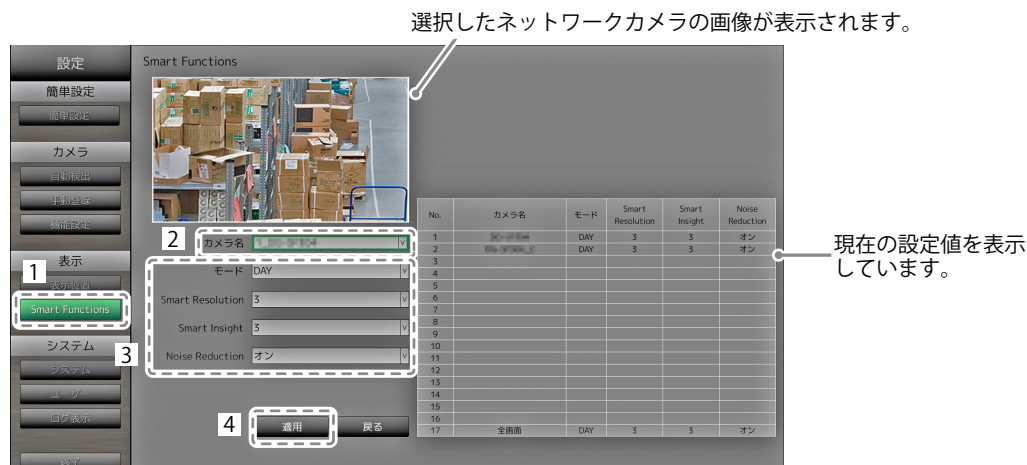 選択したネットワークカメラの画像が表示されます。
設定
簡単設定
簡単設定
カメラ
自動検出
手動登録
機能設定
表示
1
表示位置
Smart Functions
システム
システム
ユーザー
ログ表示
終了
Smart Functions
2
カメラ名
モード DAY
Smart Resolution 3
Smart Insight 3
Noise Reduction オン
3
4
適用 戻る
No. カメラ名 モード Smart Resolution Smart Insight Noise Reduction
1 DAY 3 3 オン
2 DAY 3 3 オン
3
4
5
6
7
8
9
10
11
12
13
14
15
16
17 全画面 DAY 3 3 オン
現在の設定値を表示
しています。